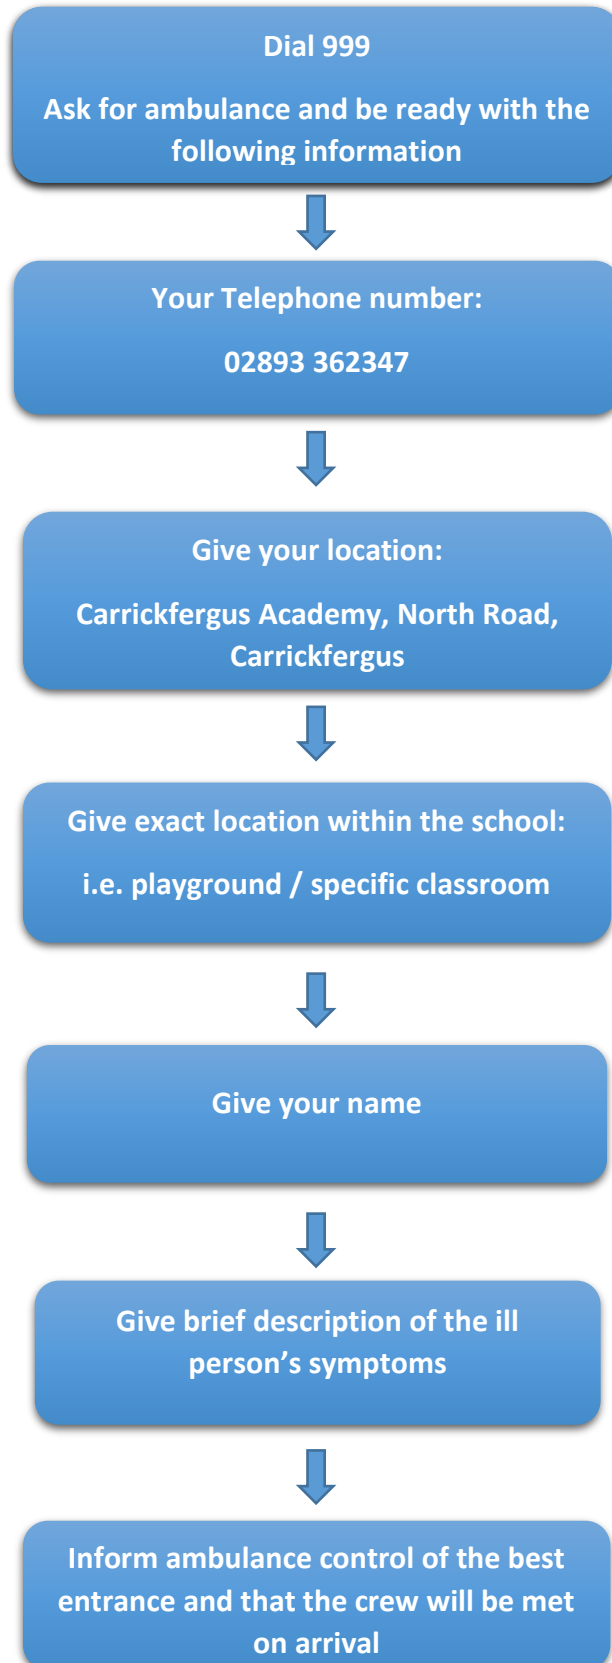 Dial 999
Ask for ambulance and be ready with the
following information
Your Telephone number:
02893 362347
Give your location:
Carrickfergus Academy, North Road,
Carrickfergus
Give exact location within the school:
i.e. playground / specific classroom
Give your name
Give brief description of the ill
person’s symptoms
Inform ambulance control of the best
entrance and that the crew will be met
on arrival